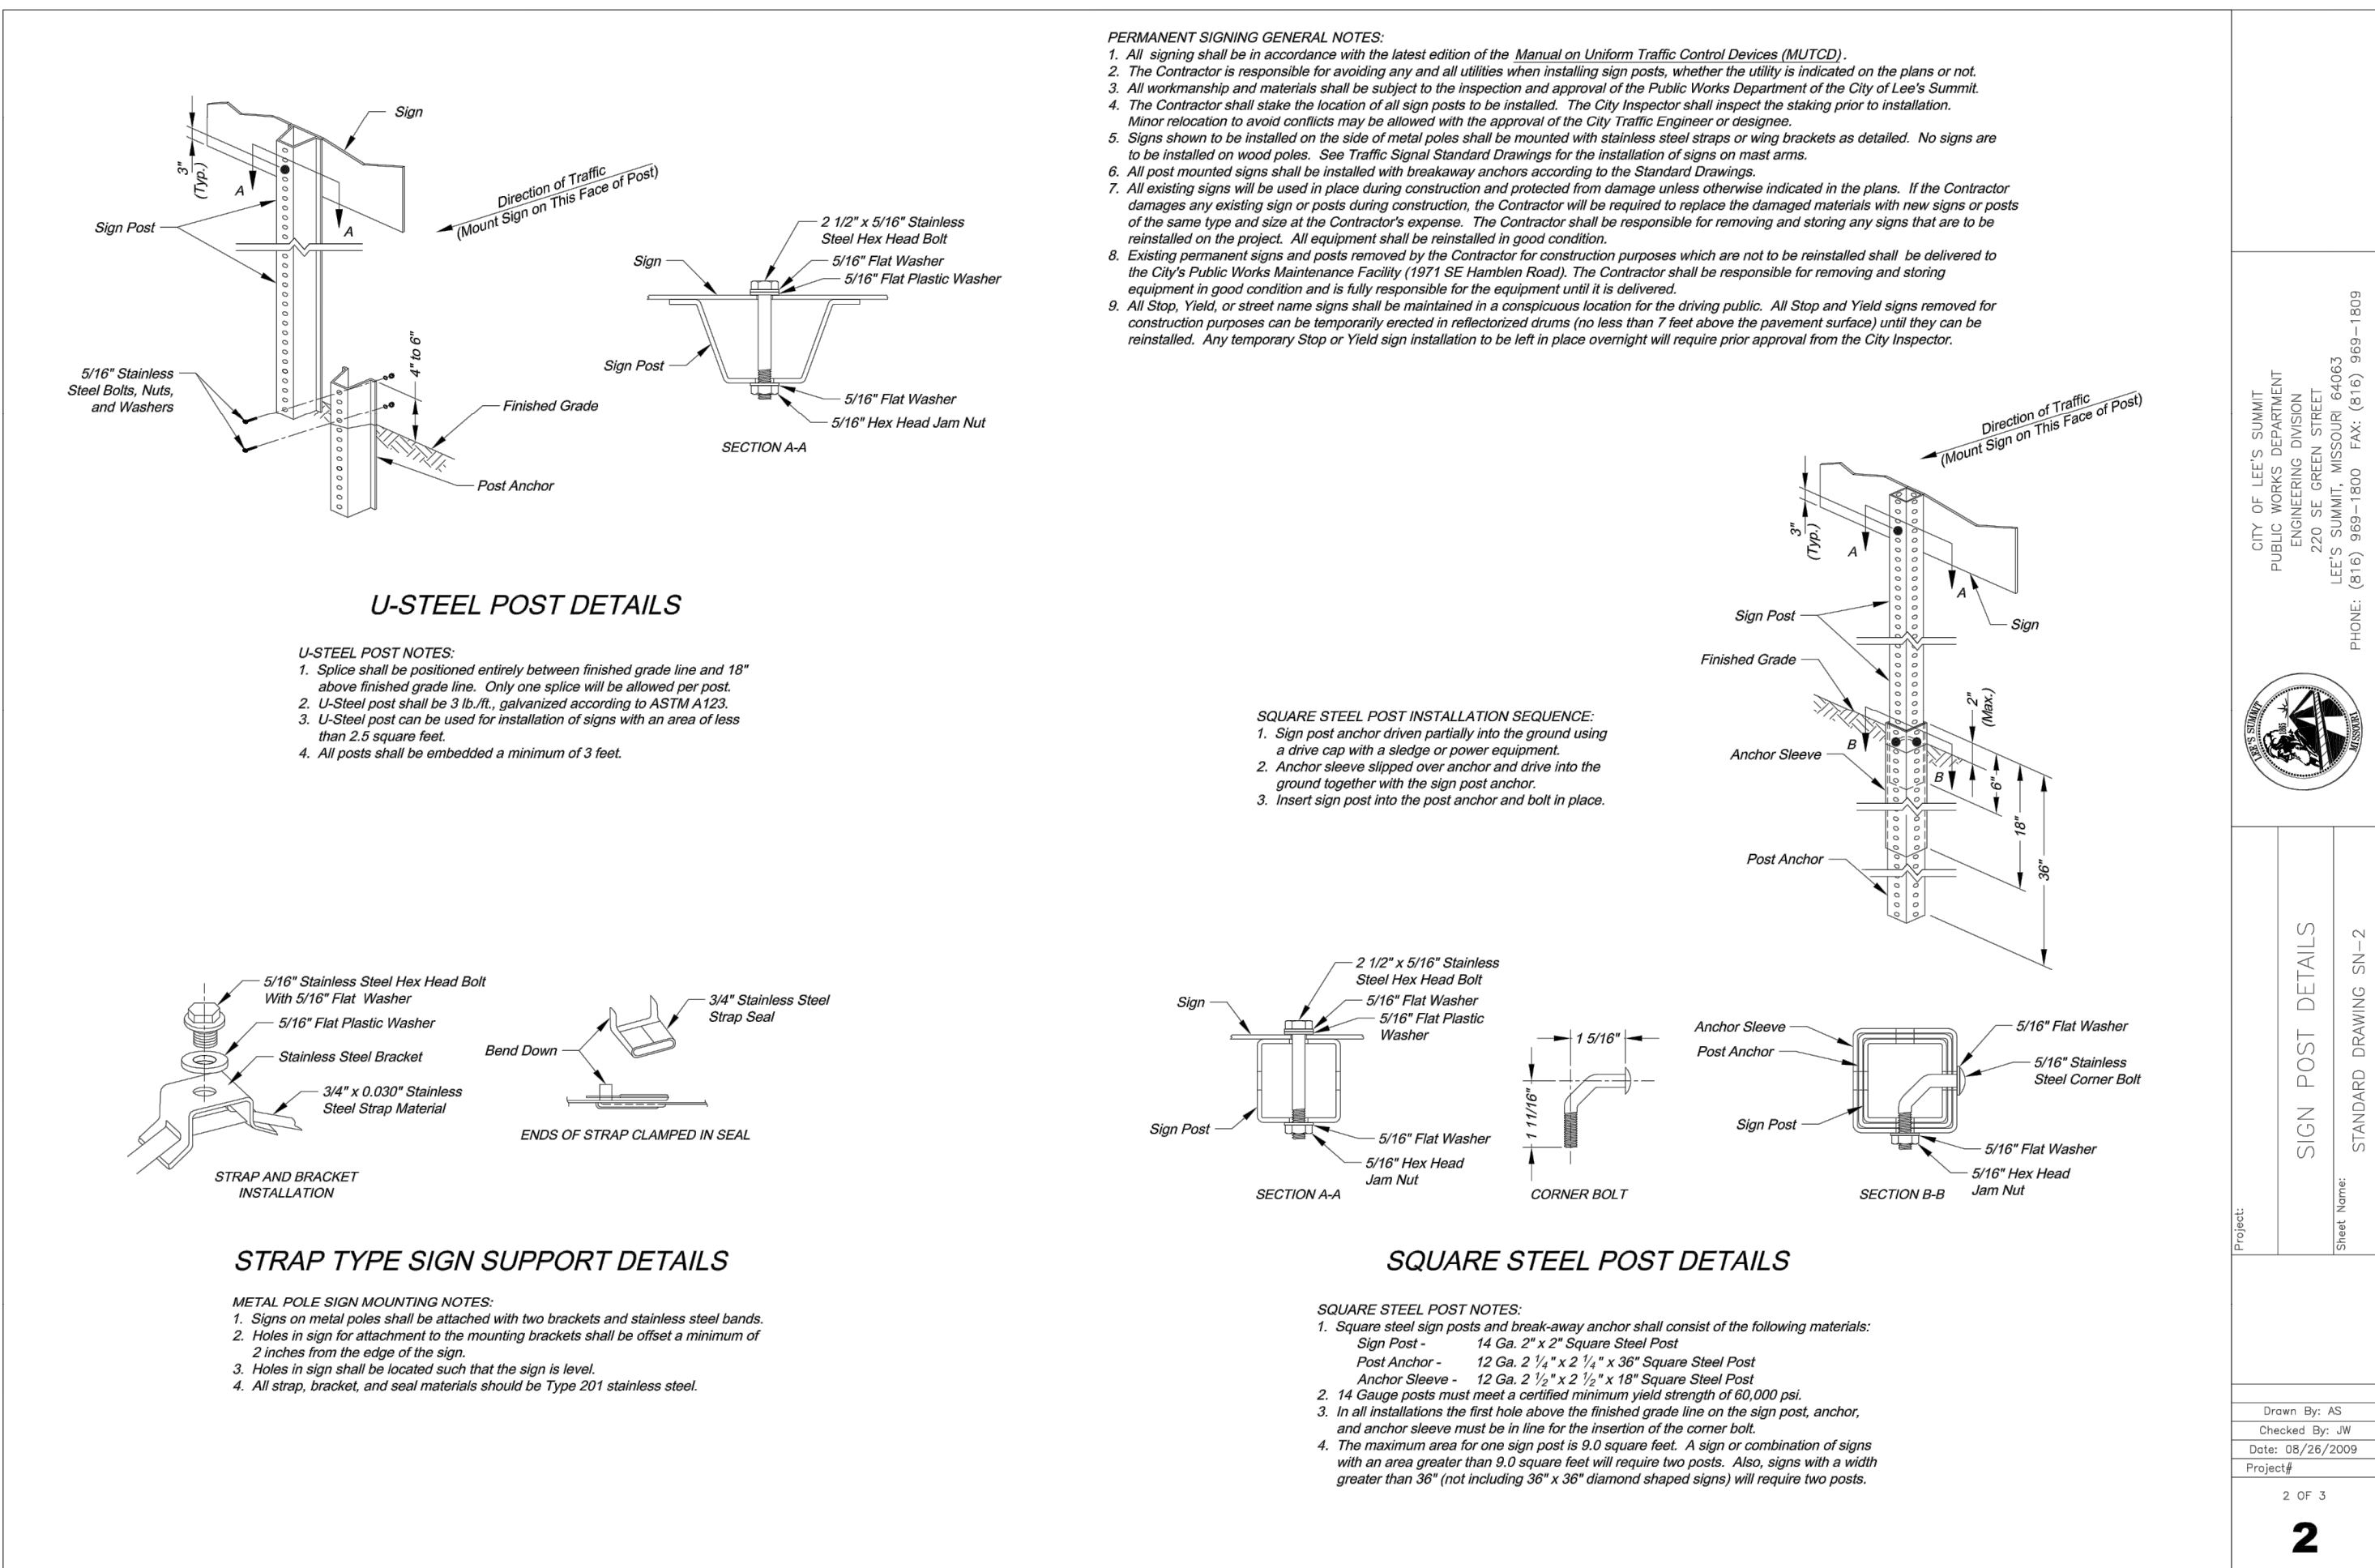 PERMANENT SIGNING GENERAL NOTES:
1. All signing shall be in accordance with the latest edition of the Manual on Uniform Traffic Control Devices (MUTCD).
2. The Contractor is responsible for avoiding any and all utilities when installing sign posts, whether the utility is indicated on the plans or not.
3. All workmanship and materials shall be subject to the inspection and approval of the Public Works Department of the City of Lee's Summit.
4. The Contractor shall stake the location of all sign posts to be installed. The City Inspector shall inspect the staking prior to installation.
Minor relocation to avoid conflicts may be allowed with the approval of the City Traffic Engineer or designee.
5. Signs shown to be installed on the side of metal poles shall be mounted with stainless steel straps or wing brackets as detailed. No signs are
to be installed on wood poles. See Traffic Signal Standard Drawings for the installation of signs on mast arms.
6. All post mounted signs shall be installed with breakaway anchors according to the Standard Drawings.
7. All existing signs will be used in place during construction and protected from damage unless otherwise indicated in the plans. If the Contractor
damages any existing sign or posts during construction, the Contractor will be required to replace the damaged materials with new signs or posts
of the same type and size at the Contractor's expense. The Contractor shall be responsible for removing and storing any signs that are to be
reinstalled on the project. All equipment shall be reinstalled in good condition.
8. Existing permanent signs and posts removed by the Contractor for construction purposes which are not to be reinstalled shall be delivered to
the City's Public Works Maintenance Facility (1971 SE Hamblen Road). The Contractor shall be responsible for removing and storing
equipment in good condition and is fully responsible for the equipment until it is delivered.
9. All Stop, Yield, or street name signs shall be maintained in a conspicuous location for the driving public. All Stop and Yield signs removed for
construction purposes can be temporarily erected in reflectorized drums (no less than 7 feet above the pavement surface) until they can be
reinstalled. Any temporary Stop or Yield sign installation to be left in place overnight will require prior approval from the City Inspector.
Sign
3"
(Typ.)
A
A
Sign Post
Direction of Traffic
(Mount Sign on This Face of Post)
5/16" Stainless
Steel Bolts, Nuts,
and Washers
4" to 6"
Finished Grade
Post Anchor
2 1/2" x 5/16" Stainless
Steel Hex Head Bolt
5/16" Flat Washer
5/16" Flat Plastic Washer
Sign
Sign Post
5/16" Flat Washer
5/16" Hex Head Jam Nut
SECTION A-A
U-STEEL POST DETAILS
U-STEEL POST NOTES:
1. Splice shall be positioned entirely between finished grade line and 18"
above finished grade line. Only one splice will be allowed per post.
2. U-Steel post shall be 3 lb./ft., galvanized according to ASTM A123.
3. U-Steel post can be used for installation of signs with an area of less
than 2.5 square feet.
4. All posts shall be embedded a minimum of 3 feet.
SQUARE STEEL POST INSTALLATION SEQUENCE:
1. Sign post anchor driven partially into the ground using
a drive cap with a sledge or power equipment.
2. Anchor sleeve slipped over anchor and drive into the
ground together with the sign post anchor.
3. Insert sign post into the post anchor and bolt in place.
Direction of Traffic
(Mount Sign on This Face of Post)
3"
(Typ.)
A
A
Sign Post
Sign
Finished Grade
2"
(Max.)
B
B
Anchor Sleeve
6"
18"
36"
Post Anchor
5/16" Stainless Steel Hex Head Bolt
With 5/16" Flat Washer
5/16" Flat Plastic Washer
Stainless Steel Bracket
3/4" x 0.030" Stainless
Steel Strap Material
STRAP AND BRACKET
INSTALLATION
3/4" Stainless Steel
Strap Seal
Bend Down
ENDS OF STRAP CLAMPED IN SEAL
STRAP TYPE SIGN SUPPORT DETAILS
METAL POLE SIGN MOUNTING NOTES:
1. Signs on metal poles shall be attached with two brackets and stainless steel bands.
2. Holes in sign for attachment to the mounting brackets shall be offset a minimum of
2 inches from the edge of the sign.
3. Holes in sign shall be located such that the sign is level.
4. All strap, bracket, and seal materials should be Type 201 stainless steel.
2 1/2" x 5/16" Stainless
Steel Hex Head Bolt
Sign
5/16" Flat Washer
5/16" Flat Plastic
Washer
Sign Post
5/16" Flat Washer
5/16" Hex Head
Jam Nut
SECTION A-A
1 5/16"
1 11/16"
CORNER BOLT
Anchor Sleeve
Post Anchor
Sign Post
5/16" Flat Washer
5/16" Stainless
Steel Corner Bolt
5/16" Flat Washer
5/16" Hex Head
Jam Nut
SECTION B-B
SQUARE STEEL POST DETAILS
SQUARE STEEL POST NOTES:
1. Square steel sign posts and break-away anchor shall consist of the following materials:
Sign Post - 14 Ga. 2" x 2" Square Steel Post
Post Anchor - 12 Ga. 2 1/4" x 2 1/4" x 36" Square Steel Post
Anchor Sleeve - 12 Ga. 2 1/2" x 2 1/2" x 18" Square Steel Post
2. 14 Gauge posts must meet a certified minimum yield strength of 60,000 psi.
3. In all installations the first hole above the finished grade line on the sign post, anchor,
and anchor sleeve must be in line for the insertion of the corner bolt.
4. The maximum area for one sign post is 9.0 square feet. A sign or combination of signs
with an area greater than 9.0 square feet will require two posts. Also, signs with a width
greater than 36" (not including 36" x 36" diamond shaped signs) will require two posts.
CITY OF LEE'S SUMMIT
PUBLIC WORKS DEPARTMENT
ENGINEERING DIVISION
220 SE GREEN STREET
LEE'S SUMMIT, MISSOURI 64063
PHONE: (816) 969-1800 FAX: (816) 969-1809
LEE'S SUMMIT
1865
MISSOURI
Project:
SIGN POST DETAILS
Sheet Name:
STANDARD DRAWING SN-2
Drawn By: AS
Checked By: JW
Date: 08/26/2009
Project#
2 OF 3
2